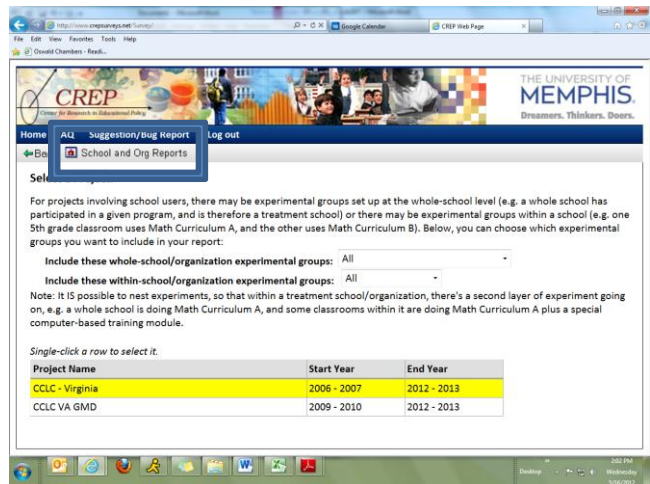 http://www.crepsurveys.net/Survey/
Google Calendar
CREP Web Page
File Edit View Favorites Tools Help
Oswald Chambers - Readi...
CREP
Center for Research in Educational Policy
THE UNIVERSITY OF
MEMPHIS.
Dreamers. Thinkers. Doers.
Home AQ Suggestion/Bug Report Log out
School and Org Reports
For projects involving school users, there may be experimental groups set up at the whole-school level (e.g. a whole school has
participated in a given program, and is therefore a treatment school) or there may be experimental groups within a school (e.g. one
5th grade classroom uses Math Curriculum A, and the other uses Math Curriculum B). Below, you can choose which experimental
groups you want to include in your report:
Include these whole-school/organization experimental groups: All
Include these within-school/organization experimental groups: All
Note: It IS possible to nest experiments, so that within a treatment school/organization, there's a second layer of experiment going
on, e.g. a whole school is doing Math Curriculum A, and some classrooms within it are doing Math Curriculum A plus a special
computer-based training module.
Single-click a row to select it.
Project Name Start Year End Year
CCLC - Virginia 2006 - 2007 2012 - 2013
CCLC VA GMD 2009 - 2010 2012 - 2013
Desktop
2:02 PM
Wednesday